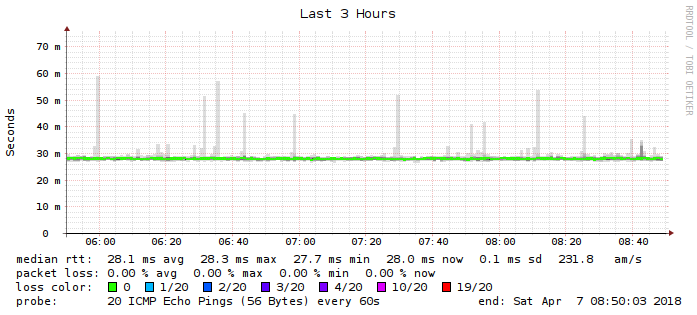 Last 3 Hours
RRDTOOL / TOBI OETIKER
Seconds
70 m
60 m
50 m
40 m
30 m
20 m
10 m
0
06:00 06:20 06:40 07:00 07:20 07:40 08:00 08:20 08:40
median rtt: 28.1 ms avg 28.3 ms max 27.7 ms min 28.0 ms now 0.1 ms sd 231.8 am/s
packet loss: 0.00 % avg 0.00 % max 0.00 % min 0.00 % now
loss color: 0 1/20 2/20 3/20 4/20 10/20 19/20
probe: 20 ICMP Echo Pings (56 Bytes) every 60s end: Sat Apr 7 08:50:03 2018